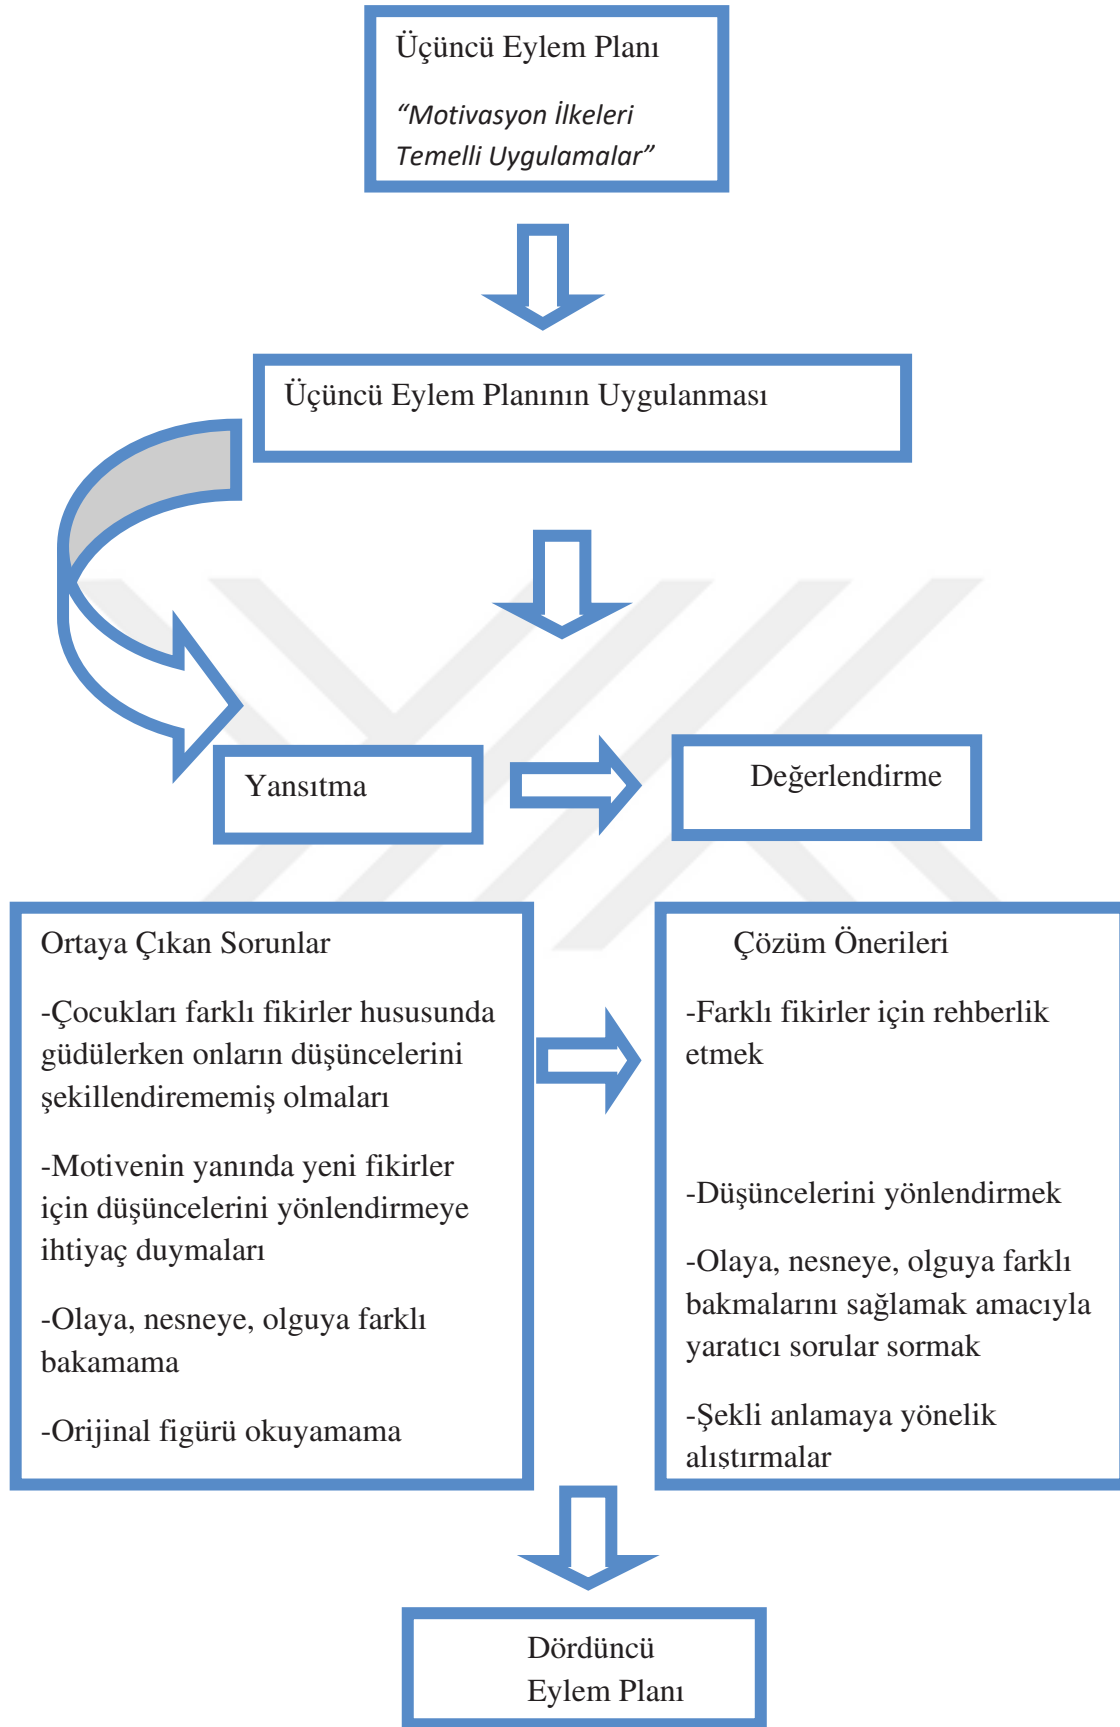 Üçüncü Eylem Planı
“Motivasyon İlkeleri
Temelli Uygulamalar”
Üçüncü Eylem Planının Uygulanması
Yansıtma
Değerlendirme
Ortaya Çıkan Sorunlar
-Çocukları farklı fikirler hususunda
güdülerken onların düşüncelerini
şekillendirememiş olmaları
-Motivenin yanında yeni fikirler
için düşüncelerini yönlendirmeye
ihtiyaç duymaları
-Olaya, nesneye, olguya farklı
bakamama
-Orijinal figürü okuyamama
Çözüm Önerileri
-Farklı fikirler için rehberlik
etmek
-Düşüncelerini yönlendirmek
-Olaya, nesneye, olguya farklı
bakmalarını sağlamak amacıyla
yaratıcı sorular sormak
-Şekli anlamaya yönelik
alıştırmalar
Dördüncü
Eylem Planı